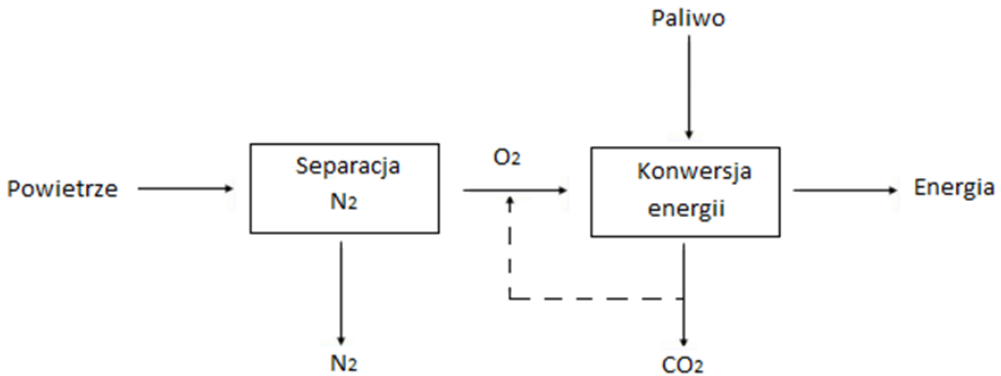 Paliwo
Separacja
N2
O2
Konwersja
energii
Powietrze
Energia
N2
CO2